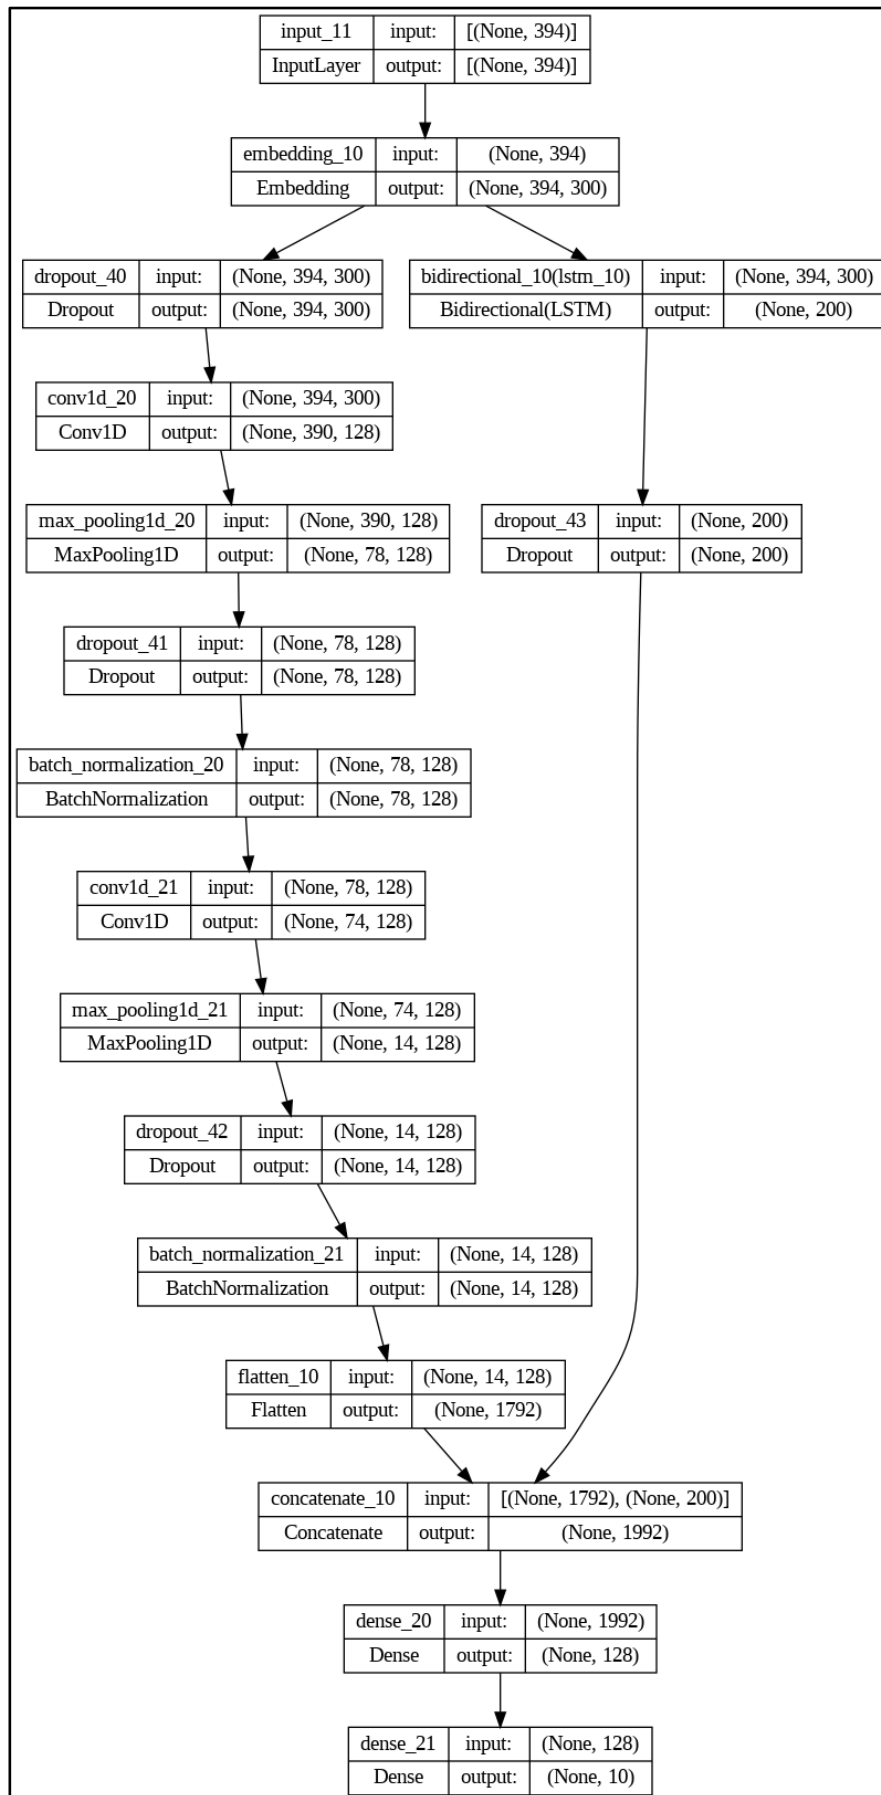 input_11 input: [(None, 394)]
InputLayer output: [(None, 394)]
embedding_10 input: (None, 394)
Embedding output: (None, 394, 300)
dropout_40 input: (None, 394, 300)
Dropout output: (None, 394, 300)
bidirectional_10(lstm_10) input: (None, 394, 300)
Bidirectional(LSTM) output: (None, 200)
conv1d_20 input: (None, 394, 300)
Conv1D output: (None, 390, 128)
max_pooling1d_20 input: (None, 390, 128)
MaxPooling1D output: (None, 78, 128)
dropout_43 input: (None, 200)
Dropout output: (None, 200)
dropout_41 input: (None, 78, 128)
Dropout output: (None, 78, 128)
batch_normalization_20 input: (None, 78, 128)
BatchNormalization output: (None, 78, 128)
conv1d_21 input: (None, 78, 128)
Conv1D output: (None, 74, 128)
max_pooling1d_21 input: (None, 74, 128)
MaxPooling1D output: (None, 14, 128)
dropout_42 input: (None, 14, 128)
Dropout output: (None, 14, 128)
batch_normalization_21 input: (None, 14, 128)
BatchNormalization output: (None, 14, 128)
flatten_10 input: (None, 14, 128)
Flatten output: (None, 1792)
concatenate_10 input: [(None, 1792), (None, 200)]
Concatenate output: (None, 1992)
dense_20 input: (None, 1992)
Dense output: (None, 128)
dense_21 input: (None, 128)
Dense output: (None, 10)